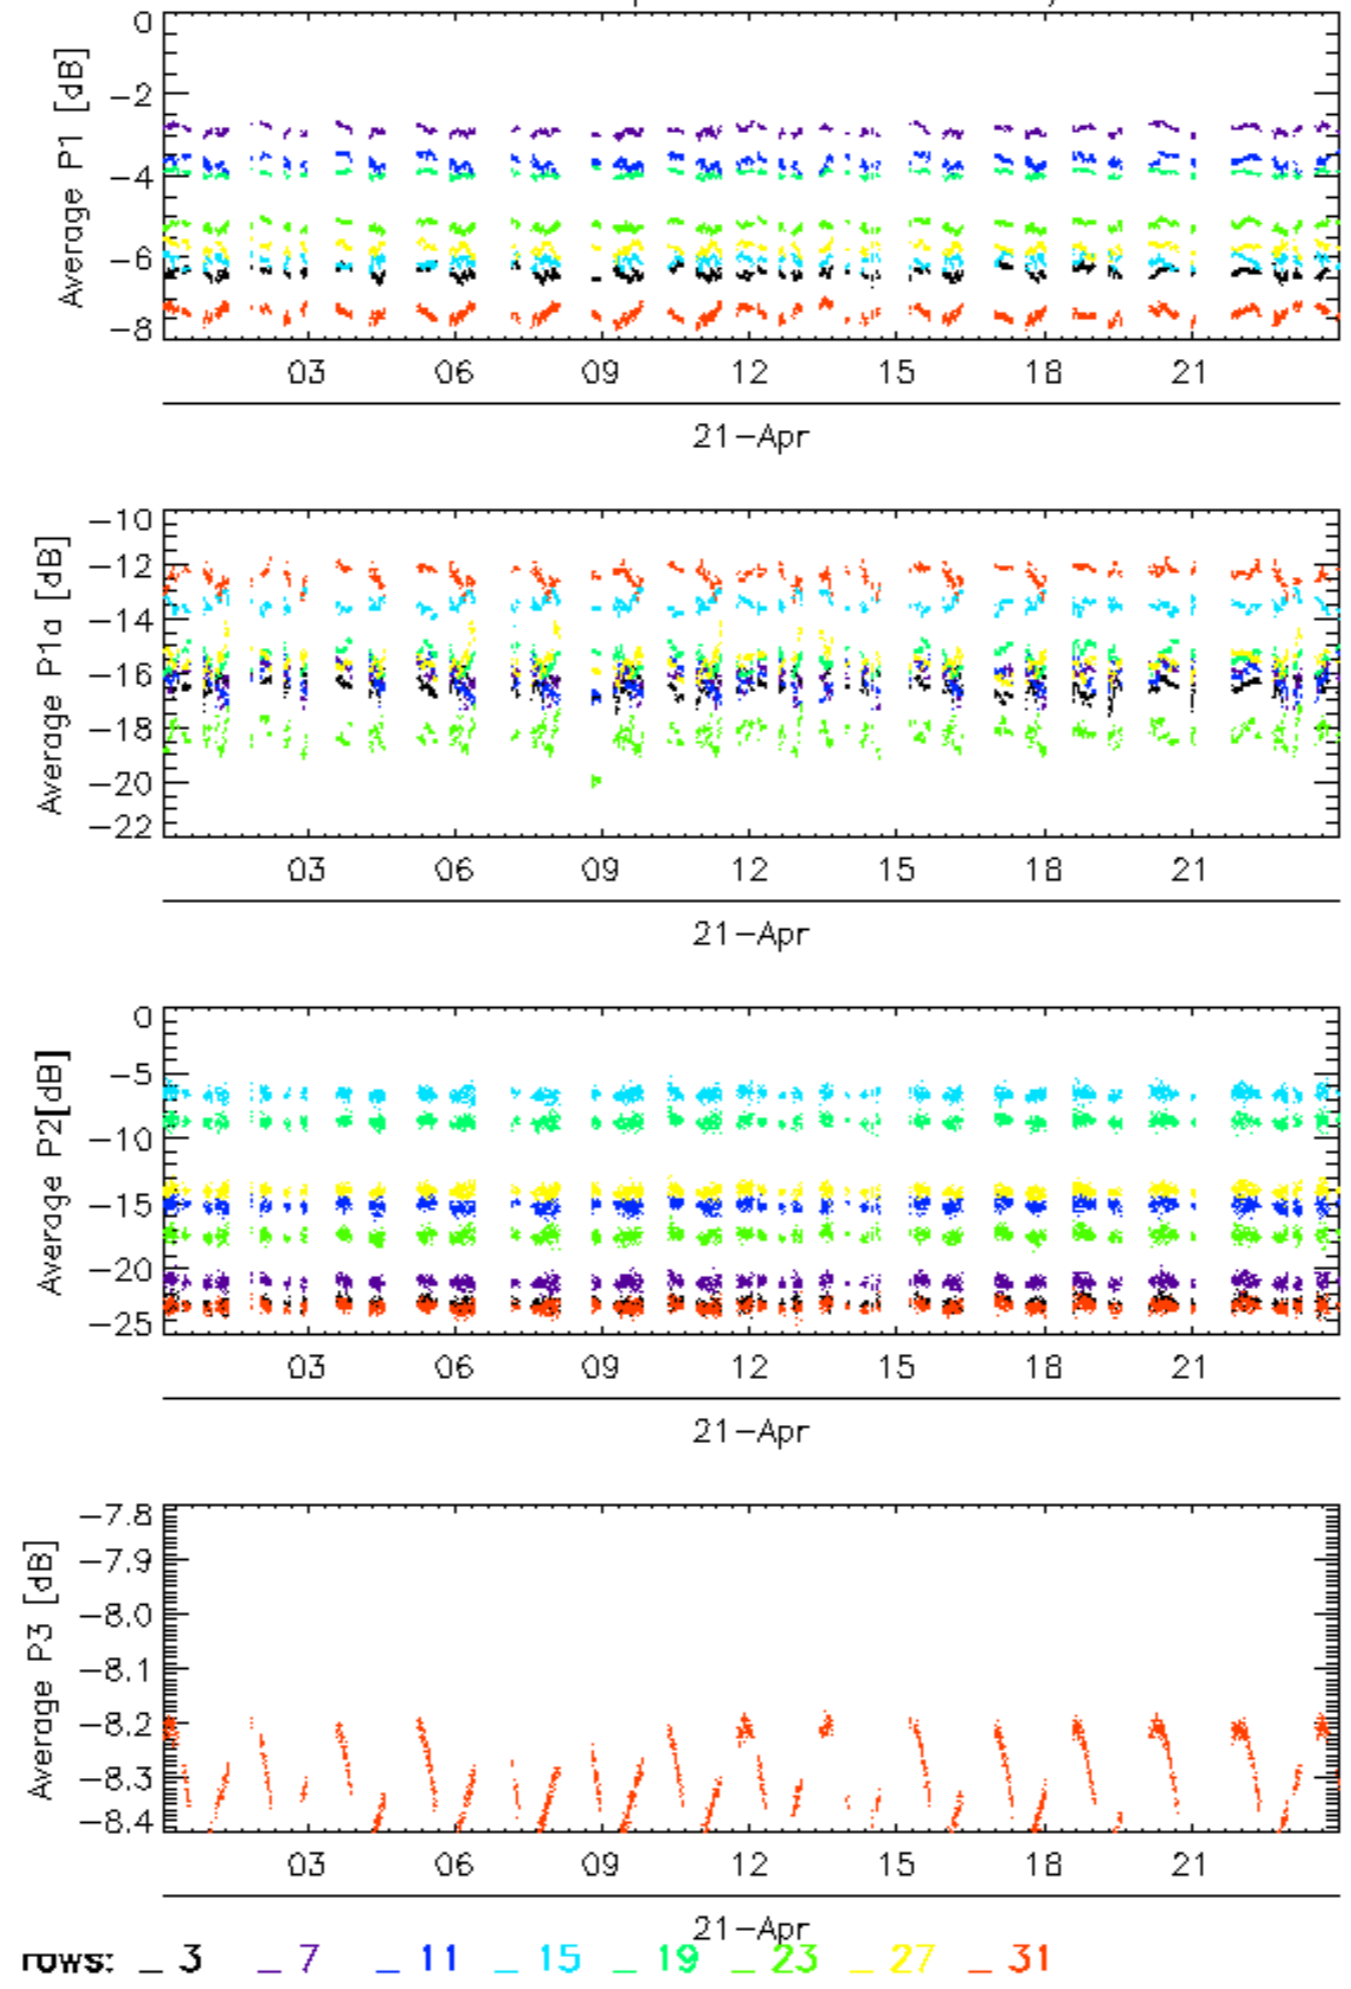 Average P1 [dB]
0
−2
−4
−6
−8
03 06 09 12 15 18 21
21−Apr
Average P1a [dB]
−10
−12
−14
−16
−18
−20
−22
03 06 09 12 15 18 21
21−Apr
Average P2[dB]
0
−5
−10
−15
−20
−25
03 06 09 12 15 18 21
21−Apr
Average P3 [dB]
−7.8
−7.9
−8.0
−8.1
−8.2
−8.3
−8.4
03 06 09 12 15 18 21
21−Apr
rows: _ 3 _ 7 _ 11 _ 15 _ 19 _ 23 _ 27 _ 31